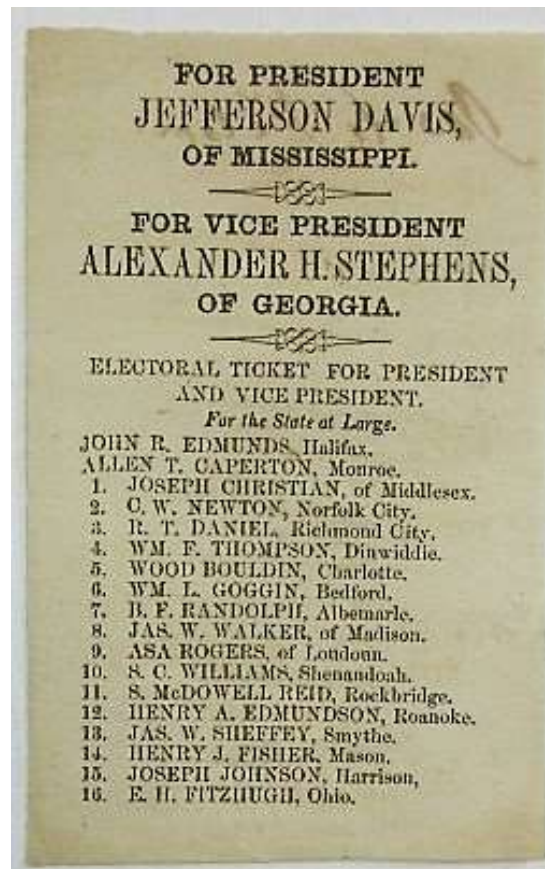 FOR PRESIDENT
JEFFERSON DAVIS,
OF MISSISSIPPI.
FOR VICE PRESIDENT
ALEXANDER H. STEPHENS,
OF GEORGIA.
ELECTORAL TICKET FOR PRESIDENT
AND VICE PRESIDENT.
For the State at Large.
JOHN R. EDMUNDS, Halifax.
ALLEN T. CAPERTON, Monroe.
1. JOSEPH CHRISTIAN, of Middlesex.
2. C. W. NEWTON, Norfolk City.
3. R. T. DANIEL, Richmond City.
4. WM. F. THOMPSON, Dinwiddie.
5. WOOD BOULDIN, Charlotte.
6. WM. L. GOGGIN, Bedford.
7. B. F. RANDOLPH, Albemarle.
8. JAS. W. WALKER, of Madison.
9. ASA ROGERS, of Loudoun.
10. S. C. WILLIAMS, Shenandoah.
11. S. McDOWELL REID, Rockbridge.
12. HENRY A. EDMUNDSON, Roanoke.
13. JAS. W. SHEFFEY, Smythe.
14. HENRY J. FISHER, Mason.
15. JOSEPH JOHNSON, Harrison,
16. E. H. FITZHUGH, Ohio.